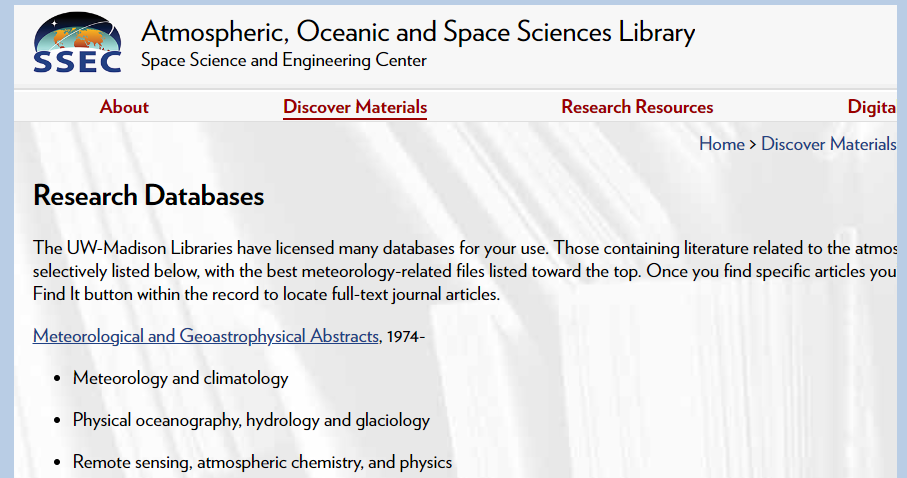 SSEC
Atmospheric, Oceanic and Space Sciences Library
Space Science and Engineering Center
About Discover Materials Research Resources Digita
Home > Discover Materials
Research Databases
The UW-Madison Libraries have licensed many databases for your use. Those containing literature related to the atmos
selectively listed below, with the best meteorology-related files listed toward the top. Once you find specific articles you
Find It button within the record to locate full-text journal articles.
Meteorological and Geoastrophysical Abstracts, 1974-
• Meteorology and climatology
• Physical oceanography, hydrology and glaciology
• Remote sensing, atmospheric chemistry, and physics